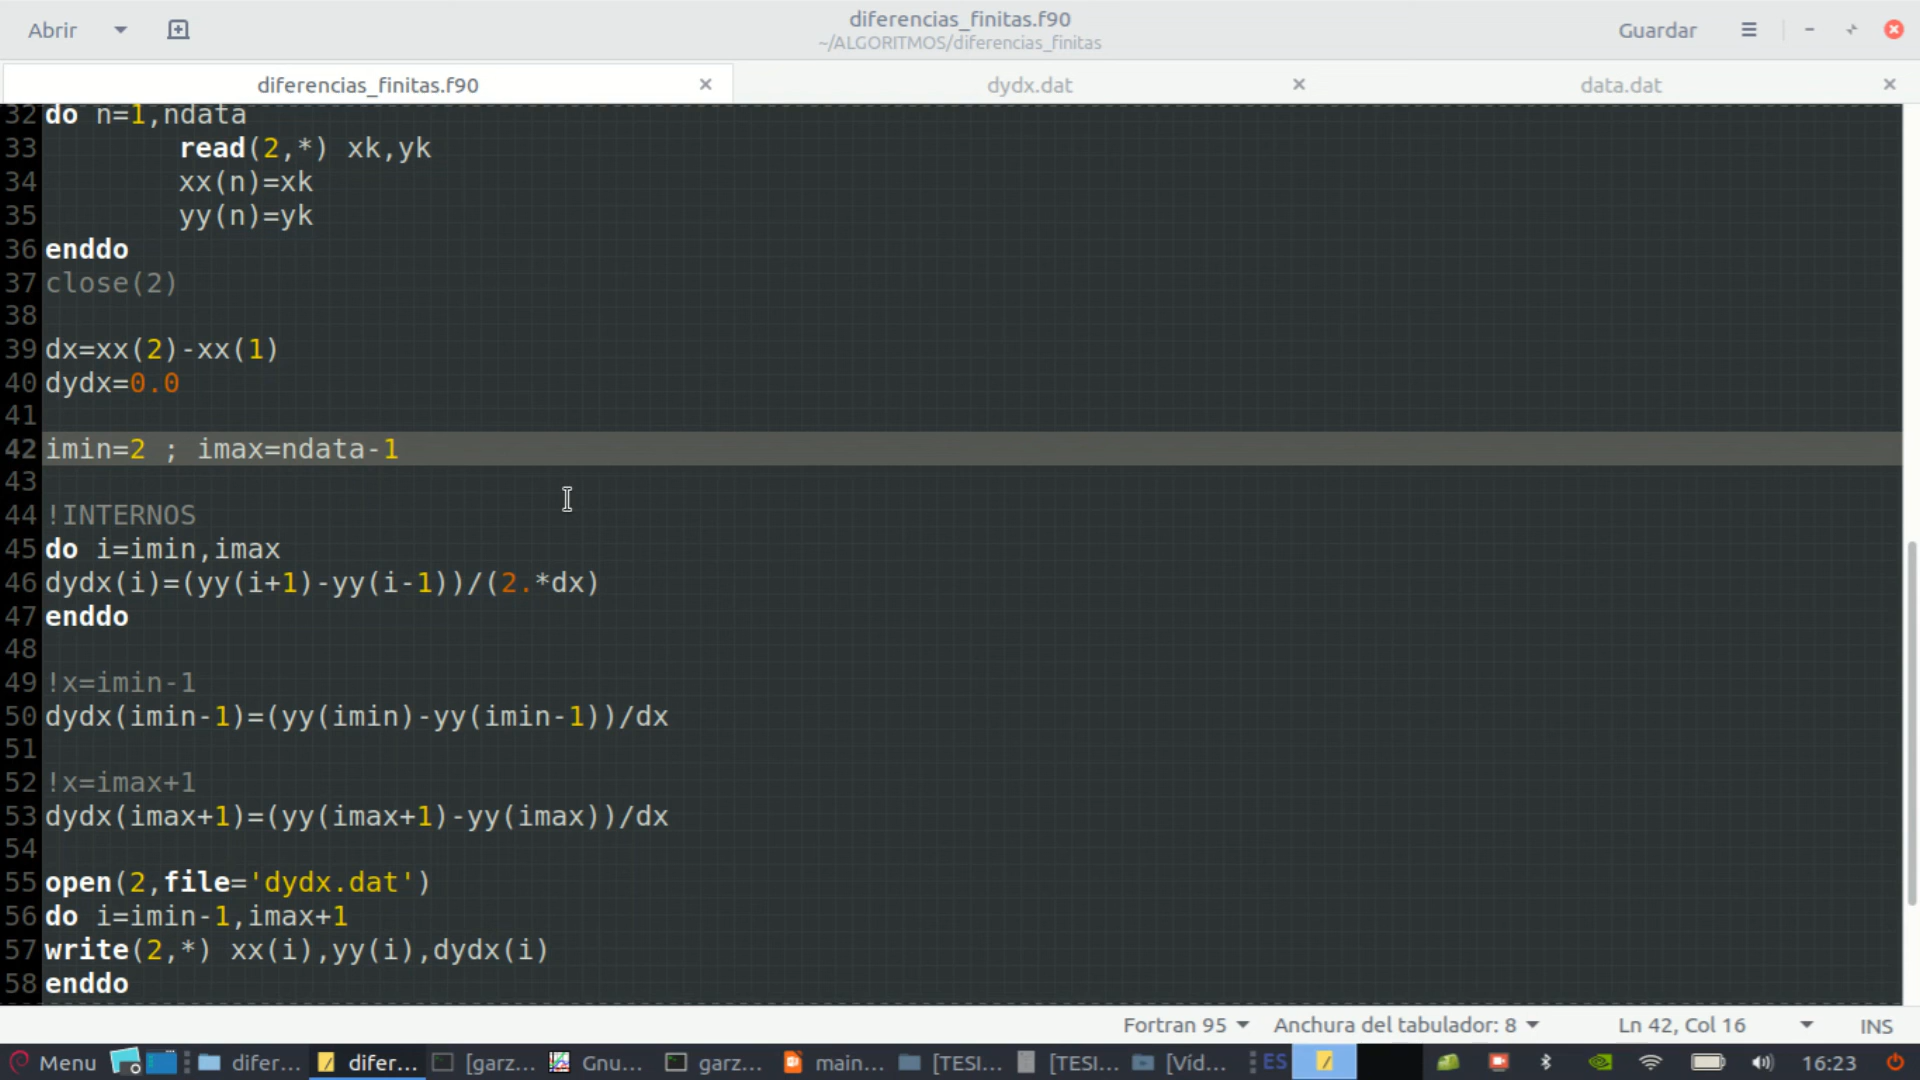 Abrir
diferencias_finitas.f90
~/ALGORITMOS/diferencias_finitas
Guardar
diferencias_finitas.f90
dydx.dat
data.dat
32 do n=1,ndata
33 read(2,*) xk,yk
34 xx(n)=xk
35 yy(n)=yk
36 enddo
37 close(2)
38
39 dx=xx(2)-xx(1)
40 dydx=0.0
41
42 imin=2 ; imax=ndata-1
43
44 !INTERNOS
45 do i=imin,imax
46 dydx(i)=(yy(i+1)-yy(i-1))/(2.*dx)
47 enddo
48
49 !x=imin-1
50 dydx(imin-1)=(yy(imin)-yy(imin-1))/dx
51
52 !x=imax+1
53 dydx(imax+1)=(yy(imax+1)-yy(imax))/dx
54
55 open(2,file='dydx.dat')
56 do i=imin-1,imax+1
57 write(2,*) xx(i),yy(i),dydx(i)
58 enddo
Fortran 95 Anchura del tabulador: 8 Ln 42, Col 16 INS
Menu difer... difer... [garz... Gnu... garz... main... [TESI... [TESI... [Víd... ES 16:23